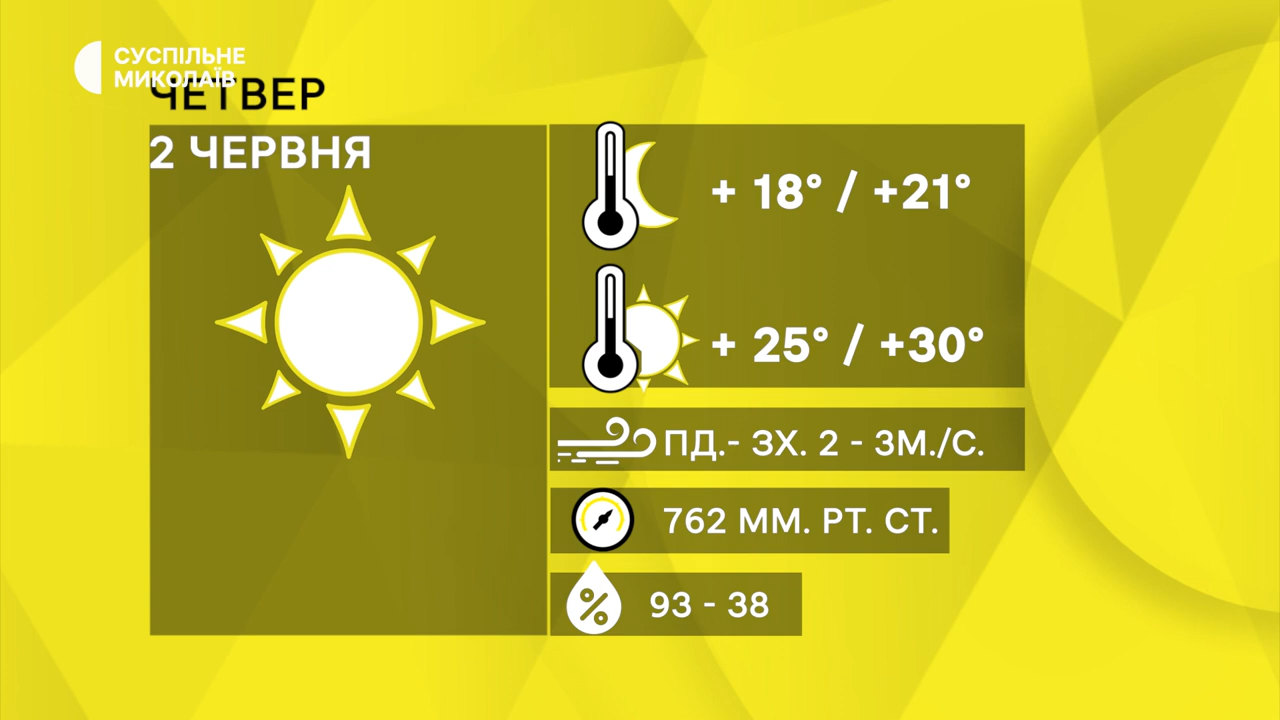 СУСПІЛЬНЕ
МИКОЛАЇВ
ЧЕТВЕР
2 ЧЕРВНЯ
+ 18° / +21°
+ 25° / +30°
ПД.- ЗХ. 2 - 3М./С.
762 ММ. РТ. СТ.
%
93 - 38